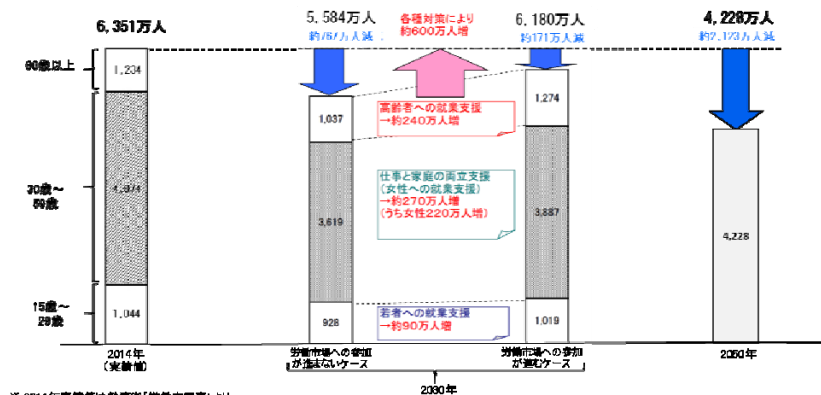 6,351万人
5,584万人
約767万人減
各種対策により
約600万人増
6,180万人
約171万人減
4,228万人
約2,123万人減
60歳以上
1,234
1,037
高齢者への就業支援
→約240万人増
1,274
30歳～
59歳
仕事と家庭の両立支援
(女性への就業支援)
→約270万人増
(うち女性220万人増)
3,619
3,887
4,228
15歳～
29歳
1,044
928
若者への就業支援
→約90万人増
1,019
2014年
(実績値)
労働市場への参加
が進まないケース
労働市場への参加
が進むケース
2030年
2060年